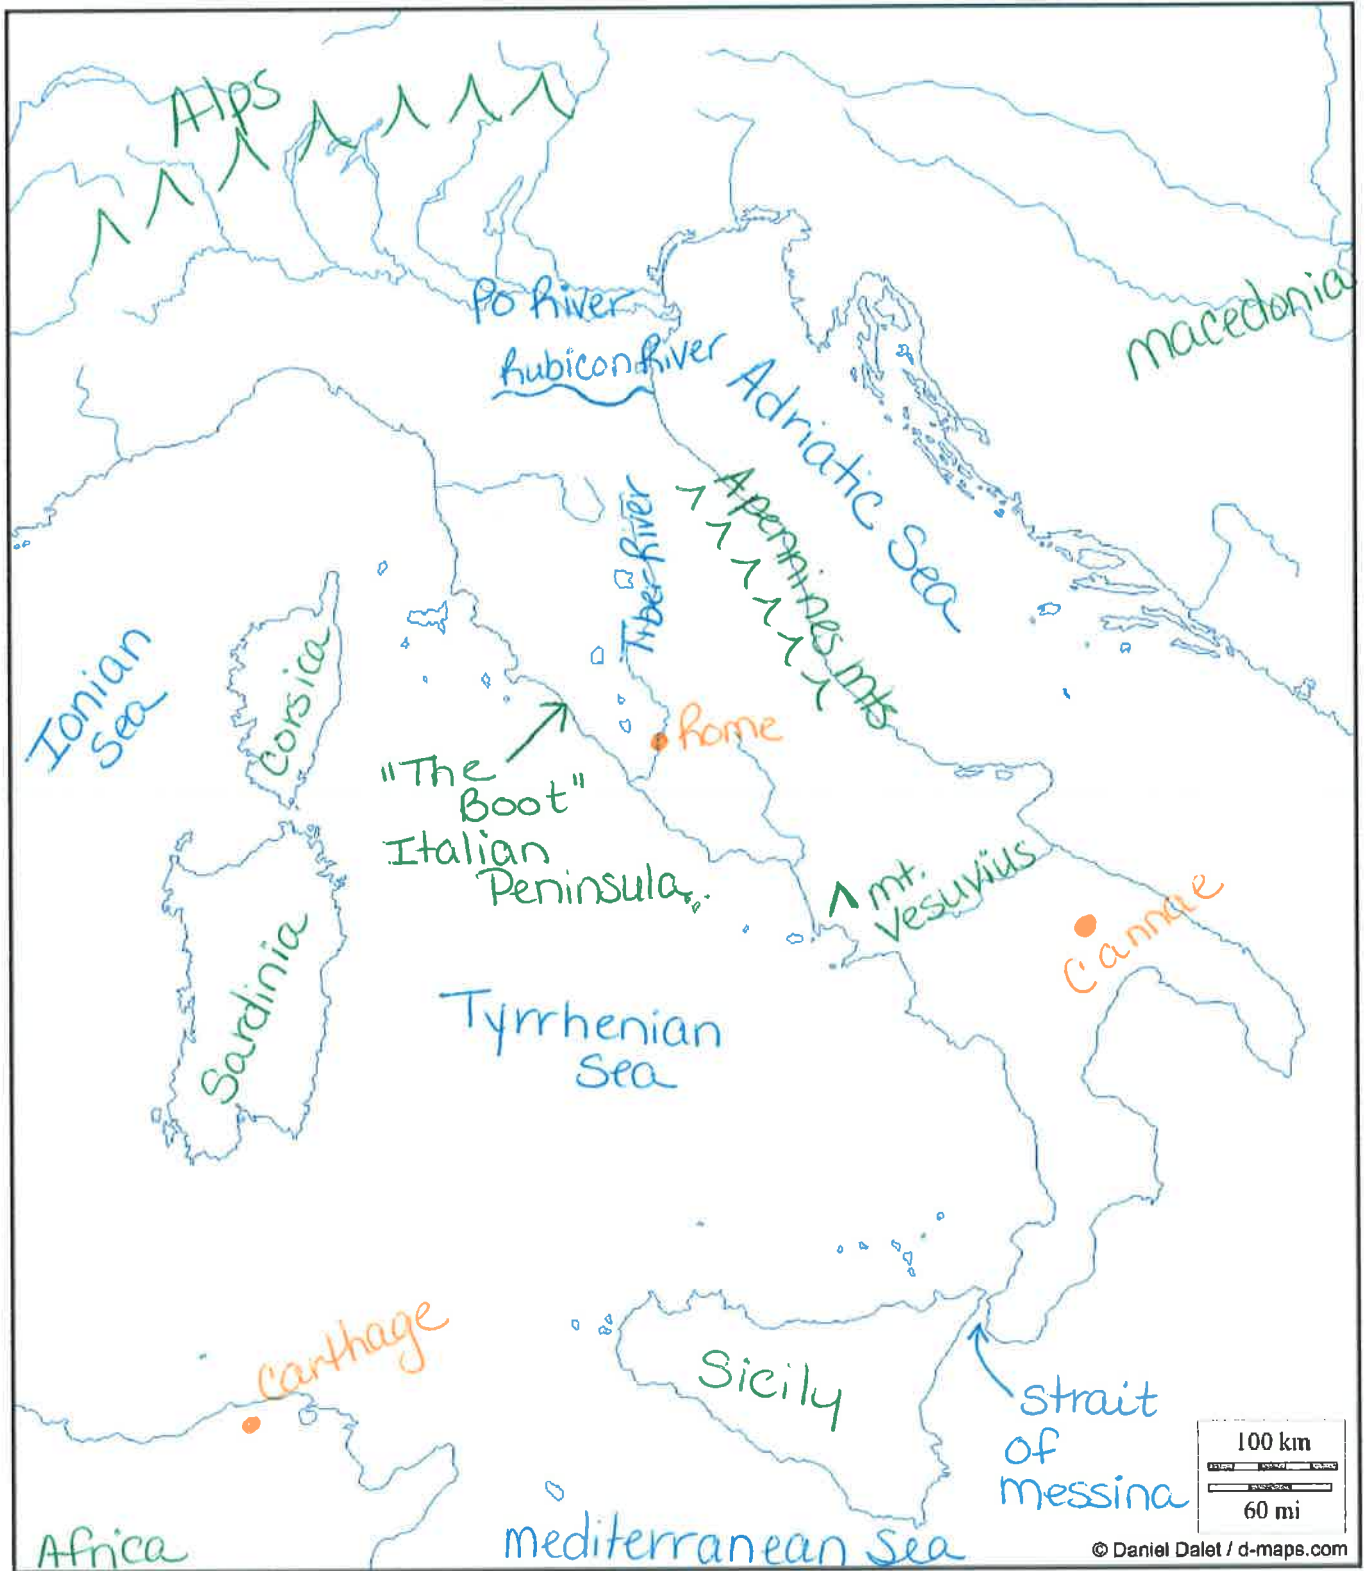 Alps
Po River
Rubicon River
Macedonia
Adriatic Sea
Apennines Mts
Tiber River
Ionian
Sea
Corsica
Rome
"The
Boot"
Italian
Peninsula
Mt.
Vesuvius
Cannae
Sardinia
Tyrrhenian
Sea
Carthage
Sicily
Strait
of
Messina
100 km
60 mi
Africa
Mediterranean Sea
© Daniel Dalet / d-maps.com